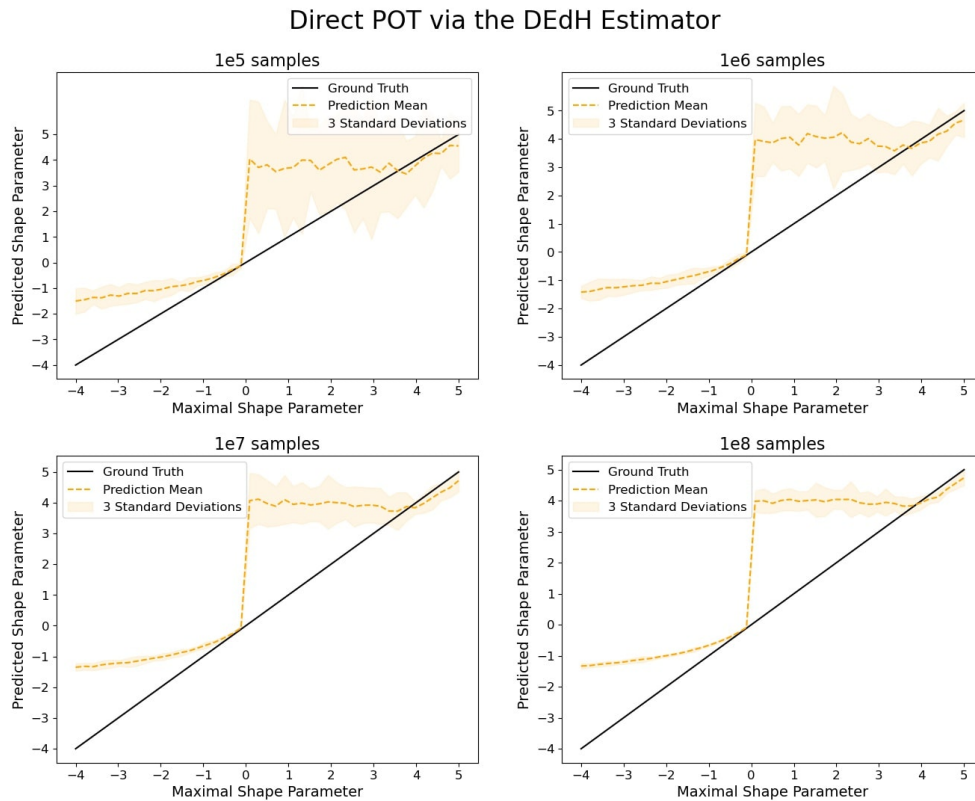 Direct POT via the DEdH Estimator
1e5 samples
Ground Truth
Prediction Mean
3 Standard Deviations
Predicted Shape Parameter
5
4
3
2
1
0
−1
−2
−3
−4
−4 −3 −2 −1 0 1 2 3 4 5
Maximal Shape Parameter
1e6 samples
Ground Truth
Prediction Mean
3 Standard Deviations
Predicted Shape Parameter
5
4
3
2
1
0
−1
−2
−3
−4
−4 −3 −2 −1 0 1 2 3 4 5
Maximal Shape Parameter
1e7 samples
Ground Truth
Prediction Mean
3 Standard Deviations
Predicted Shape Parameter
5
4
3
2
1
0
−1
−2
−3
−4
−4 −3 −2 −1 0 1 2 3 4 5
Maximal Shape Parameter
1e8 samples
Ground Truth
Prediction Mean
3 Standard Deviations
Predicted Shape Parameter
5
4
3
2
1
0
−1
−2
−3
−4
−4 −3 −2 −1 0 1 2 3 4 5
Maximal Shape Parameter